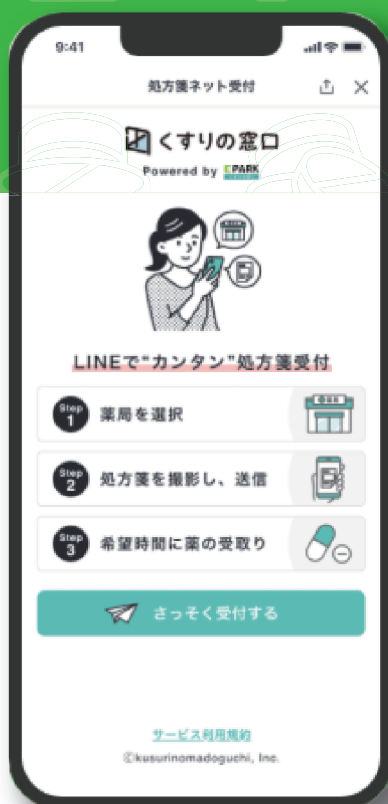 9:41
処方箋ネット受付
くすりの窓口
Powered by EPARK
LINEで“カンタン”処方箋受付
Step 1
薬局を選択
Step 2
処方箋を撮影し、送信
Step 3
希望時間に薬の受取り
さっそく受付する
サービス利用規約
©kusurinomadoguchi, Inc.